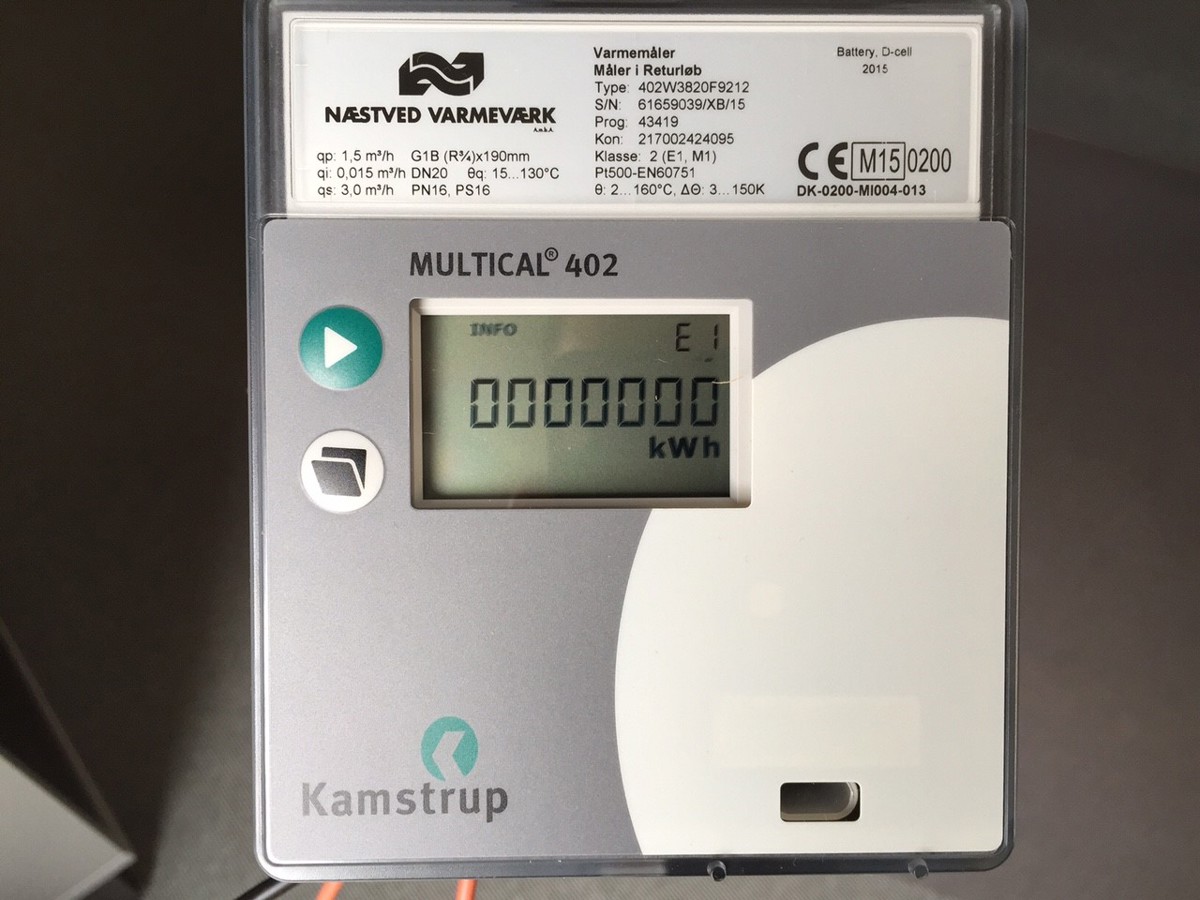 NÆSTVED VARMEVÆRK
A.m.b.A
qp: 1,5 m³/h G1B (R¾)x190mm
qi: 0,015 m³/h DN20 θq: 15...130°C
qs: 3,0 m³/h PN16, PS16
Varmemåler
Måler i Returløb
Type: 402W3820F9212
S/N: 61659039/XB/15
Prog: 43419
Kon: 217002424095
Klasse: 2 (E1, M1)
Pt500-EN60751
θ: 2...160°C, ΔΘ: 3...150K
Battery, D-cell
2015
CE M15 0200
DK-0200-MI004-013
MULTICAL® 402
INFO E1
0000000
kWh
Kamstrup